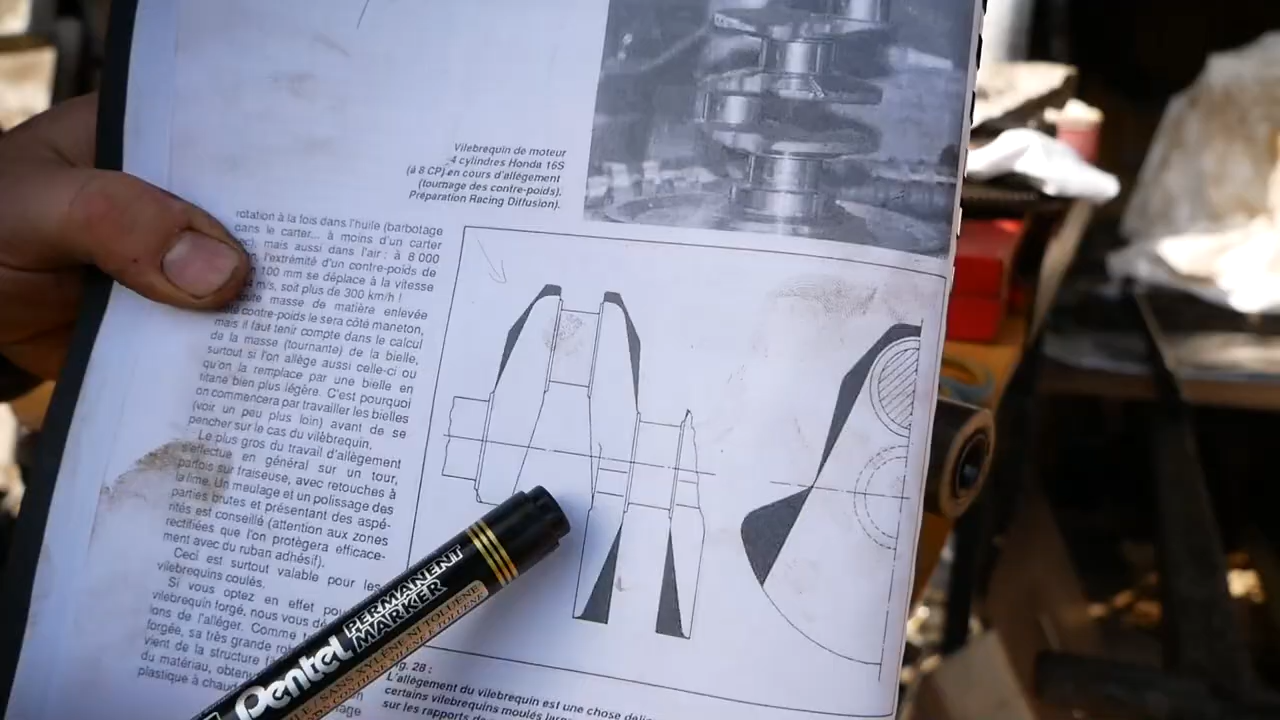 Vilebrequin de moteur
4 cylindres Honda 16S
(à 8 CP) en cours d'allègement
(tournage des contre-poids).
Préparation Racing Diffusion).
rotation à la fois dans l'huile (barbotage
dans le carter... à moins d'un carter
mais aussi dans l'air : à 8 000
l'extrémité d'un contre-poids de
100 mm se déplace à la vitesse
m/s, soit plus de 300 km/h !
masse de matière enlevée
contre-poids le sera côté maneton,
mais il faut tenir compte dans le calcul
de la masse (tournante) de la bielle,
surtout si l'on allège aussi celle-ci ou
qu'on la remplace par une bielle en
titane bien plus légère. C'est pourquoi
on commencera par travailler les bielles
(voir un peu plus loin) avant de se
pencher sur le cas du vilebrequin.
Le plus gros du travail d'allègement
s'effectue en général sur un tour,
parfois sur fraiseuse, avec retouches à
la lime. Un meulage et un polissage des
parties brutes et présentant des aspé-
rités est conseillé (attention aux zones
rectifiées que l'on protègera efficace-
ment avec du ruban adhésif).
Ceci est surtout valable pour les
vilebrequins coulés.
Si vous optez en effet
vilebrequin forgé, nous vous
de l'alléger. Comme
forgée, sa très grande
vient de la structure
du matériau,
plastique à
Pentel PERMANENT
MARKER
SANS XYLÈNE NI TOLUÈNE
fig. 28 :
L'allègement du vilebrequin est une chose
certains vilebrequins moulés
sur les rapports de